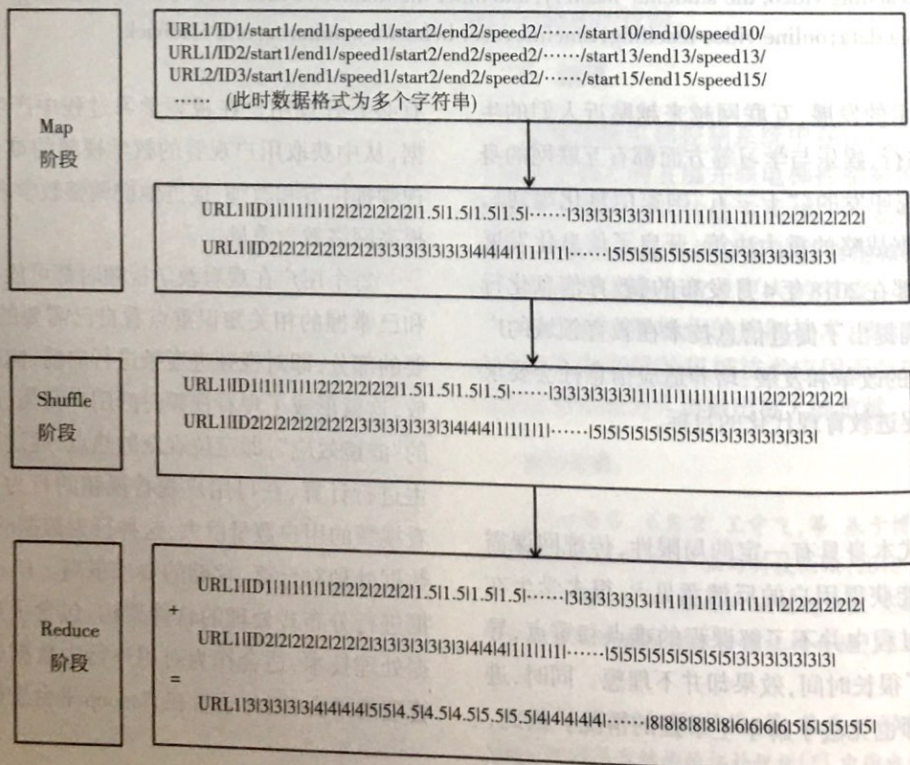 URL1/ID1/start1/end1/speed1/start2/end2/speed2/……/start10/end10/speed10/
URL1/ID2/start1/end1/speed1/start2/end2/speed2/……/start13/end13/speed13/
URL2/ID3/start1/end1/speed1/start2/end2/speed2/……/start15/end15/speed15/
…… (此时数据格式为多个字符串)
Map
阶段
URL1|ID1|1|1|1|1|2|2|2|2|2|2|1.5|1.5|1.5|1.5|……|3|3|3|3|3|3|1|1|1|1|1|1|1|1|1|1|2|2|2|2|2|2|
URL1|ID2|2|2|2|2|2|2|3|3|3|3|3|3|4|4|4|1|1|1|1|……|5|5|5|5|5|5|5|5|3|3|3|3|3|3|3|
Shuffle
阶段
URL1|ID1|1|1|1|1|2|2|2|2|2|2|1.5|1.5|1.5|1.5|……|3|3|3|3|3|3|1|1|1|1|1|1|1|1|1|1|2|2|2|2|2|2|
URL1|ID2|2|2|2|2|2|2|3|3|3|3|3|3|4|4|4|1|1|1|1|……|5|5|5|5|5|5|5|5|3|3|3|3|3|3|3|
Reduce
阶段
URL1|ID1|1|1|1|1|2|2|2|2|2|2|1.5|1.5|1.5|1.5|……|3|3|3|3|3|3|1|1|1|1|1|1|1|1|1|1|2|2|2|2|2|2|
+
URL1|ID2|2|2|2|2|2|2|3|3|3|3|3|3|4|4|4|1|1|1|1|……|5|5|5|5|5|5|5|5|3|3|3|3|3|3|3|
=
URL1|3|3|3|3|4|4|4|4|5|5|4.5|4.5|4.5|5.5|5.5|4|4|4|4|4|……|8|8|8|8|8|8|6|6|6|6|5|5|5|5|5|5|